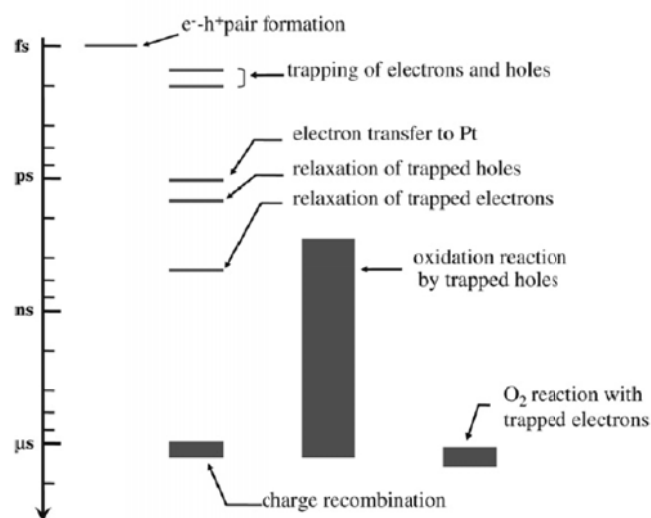 e⁻-h⁺pair formation
fs
trapping of electrons and holes
electron transfer to Pt
relaxation of trapped holes
ps
relaxation of trapped electrons
oxidation reaction
by trapped holes
ns
O₂ reaction with
trapped electrons
μs
charge recombination